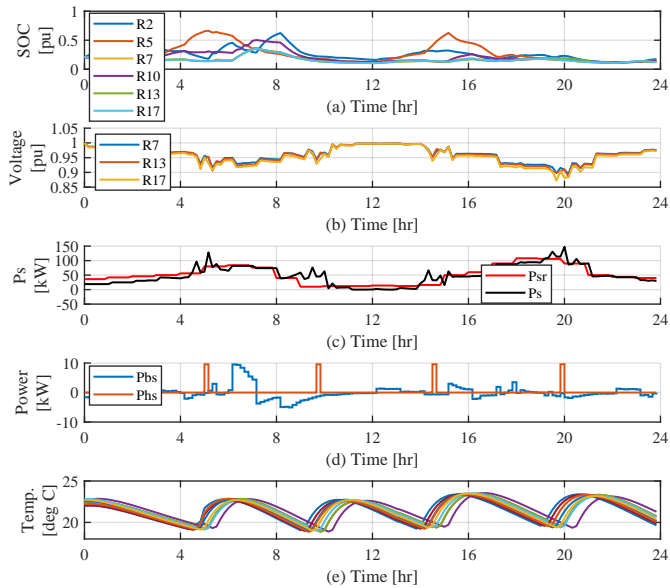 SOC
[pu]
1
0.5
0
R2
R5
R7
R10
R13
R17
0 4 8 12 16 20 24
(a) Time [hr]
Voltage
[pu]
1.05
1
0.95
0.9
0.85
R7
R13
R17
0 4 8 12 16 20 24
(b) Time [hr]
Ps
[kW]
150
100
50
0
-50
Psr
Ps
0 4 8 12 16 20 24
(c) Time [hr]
Power
[kW]
10
0
-10
Pbs
Phs
0 4 8 12 16 20 24
(d) Time [hr]
Temp.
[deg C]
25
20
0 4 8 12 16 20 24
(e) Time [hr]